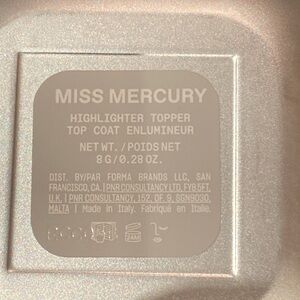 MISS MERCURY
HIGHLIGHTER TOPPER
TOP COAT ENLUMINEUR
NET WT. / POIDS NET
8 G / 0.28 OZ.
DIST. BY/PAR FORMA BRANDS LLC, SAN
FRANCISCO, CA. | PNR CONSULTANCY LTD, FY8 5FT,
U.K. | PNR CONSULTANCY, 152, OF 9, SGN9030,
MALTA | Made in Italy. Fabriqué en Italie.
24M